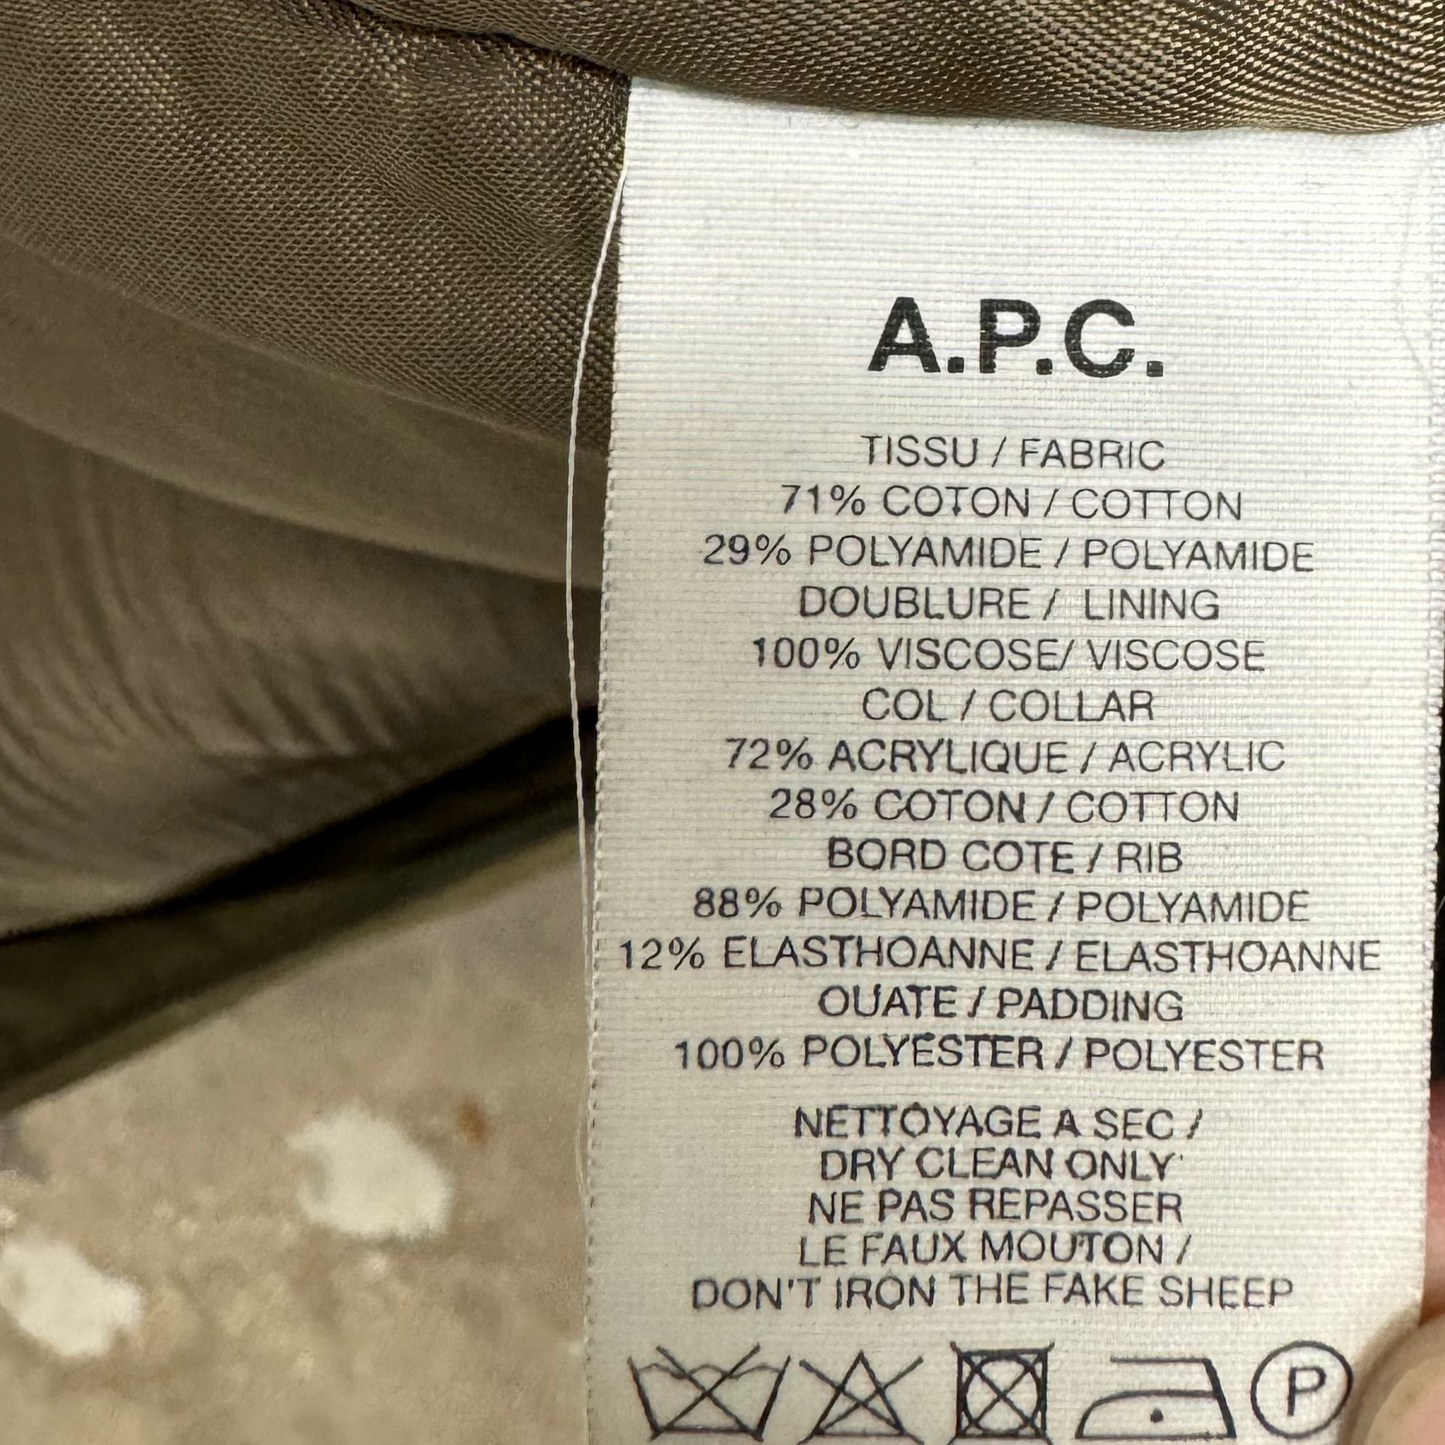 A.P.C.
TISSU / FABRIC
71% COTON / COTTON
29% POLYAMIDE / POLYAMIDE
DOUBLURE / LINING
100% VISCOSE/ VISCOSE
COL / COLLAR
72% ACRYLIQUE / ACRYLIC
28% COTON / COTTON
BORD COTE / RIB
88% POLYAMIDE / POLYAMIDE
12% ELASTHOANNE / ELASTHOANNE
OUATE / PADDING
100% POLYESTER / POLYESTER
NETTOYAGE A SEC /
DRY CLEAN ONLY
NE PAS REPASSER
LE FAUX MOUTON /
DON'T IRON THE FAKE SHEEP
P